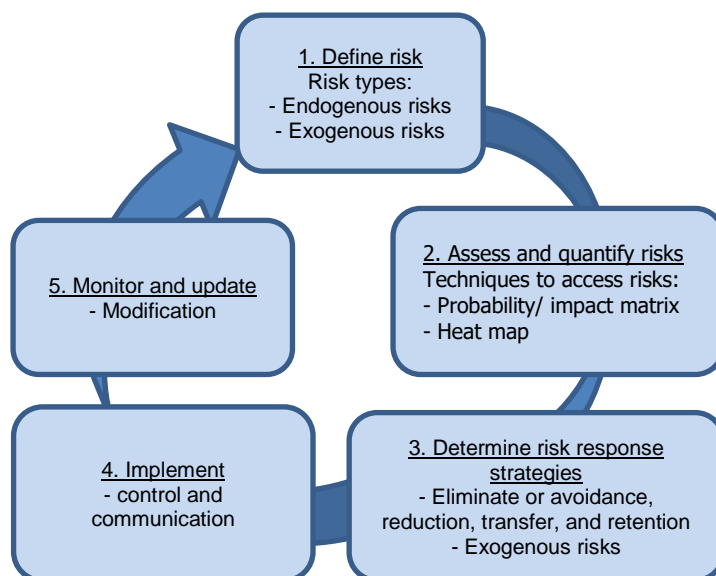 1. Define risk
Risk types:
- Endogenous risks
- Exogenous risks
2. Assess and quantify risks
Techniques to access risks:
- Probability/ impact matrix
- Heat map
3. Determine risk response
strategies
- Eliminate or avoidance,
reduction, transfer, and retention
- Exogenous risks
4. Implement
- control and
communication
5. Monitor and update
- Modification